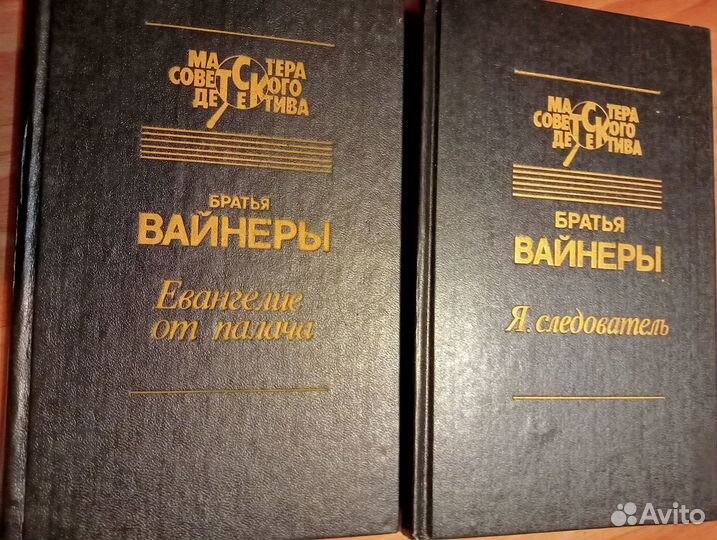 МАСТЕРА
СОВЕТСКОГО
ДЕТЕКТИВА
БРАТЬЯ
ВАЙНЕРЫ
Евангелие
от палача
МАСТЕРА
СОВЕТСКОГО
ДЕТЕКТИВА
БРАТЬЯ
ВАЙНЕРЫ
Я, следователь
Avito